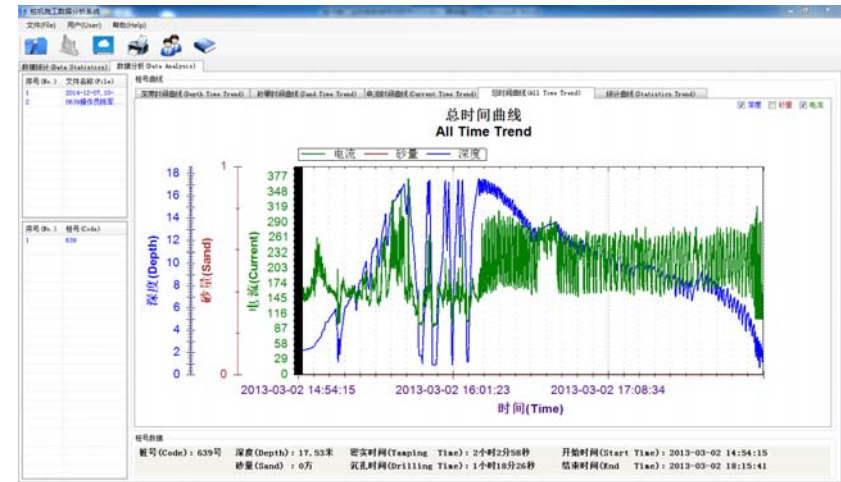 桩机施工数据分析系统
文件(File) 用户(User) 帮助(Help)
数据统计(Data Statistics) 数据分析(Data Analysis)
序号(No.) 文件名称(File)
1 2014-12-07,15-...
2 0639操作员陈军...
序号(No.) 桩号(Code)
1 639
桩号曲线
深度时间曲线(Depth Time Trend) 砂量时间曲线(Sand Time Trend) 电流时间曲线(Current Time Trend) 总时间曲线(All Time Trend) 统计曲线(Statistics Trend)
深度 砂量 电流
总时间曲线
All Time Trend
电流 砂量 深度
深度(Depth)
18
16
14
12
10
8
6
4
2
0
砂量(Sand)
1
0
电流(Current)
377
348
319
290
261
232
203
174
145
116
87
58
29
0
2013-03-02 14:54:15 2013-03-02 16:01:23 2013-03-02 17:08:34
时间(Time)
桩号数据
桩号(Code): 639号 深度(Depth): 17.53米 密实时间(Tamping Time): 2小时2分58秒 开始时间(Start Time): 2013-03-02 14:54:15
砂量(Sand) : 0方 沉孔时间(Drilling Time): 1小时18分26秒 结束时间(End Time): 2013-03-02 18:15:41